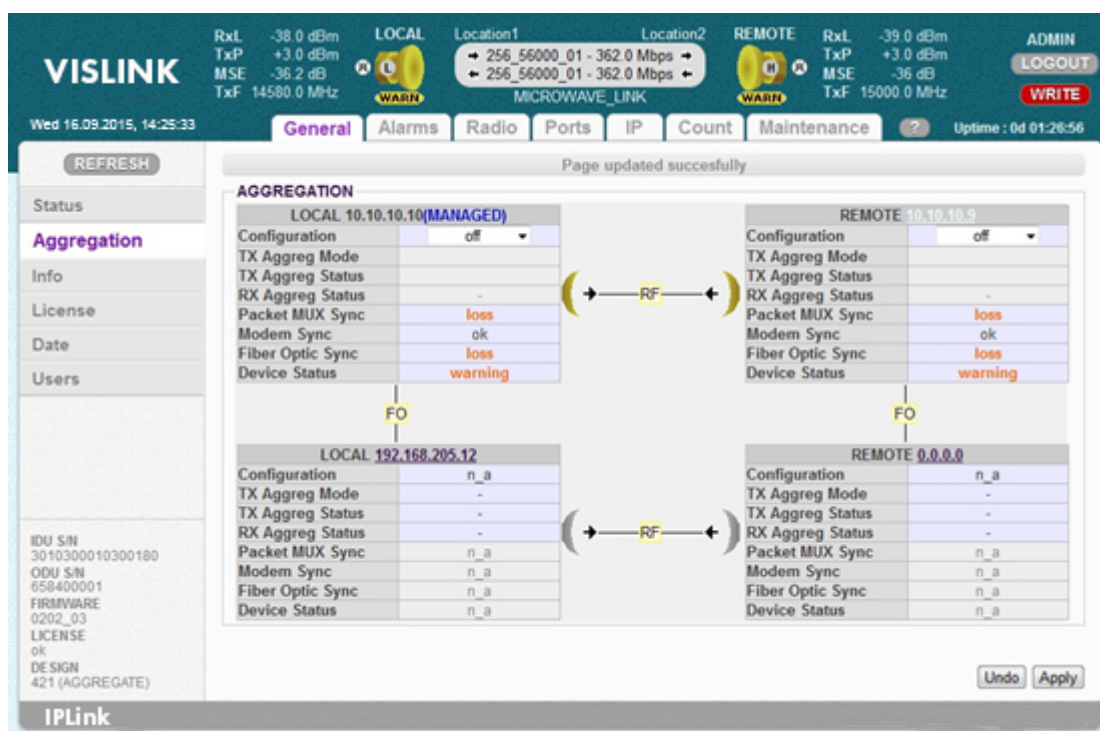 VISLINK
RxL -38.0 dBm
TxP +3.0 dBm
MSE -36.2 dB
TxF 14580.0 MHz
LOCAL
R L
WARN
Location1 Location2
→ 256_56000_01 - 362.0 Mbps →
← 256_56000_01 - 362.0 Mbps ←
MICROWAVE_LINK
REMOTE
H R
WARN
RxL -39.0 dBm
TxP +3.0 dBm
MSE -36 dB
TxF 15000.0 MHz
ADMIN
LOGOUT
WRITE
Wed 16.09.2015, 14:25:33
General Alarms Radio Ports IP Count Maintenance ? Uptime : 0d 01:26:56
REFRESH
Page updated succesfully
Status
Aggregation
Info
License
Date
Users
IDU S/N
3010300010300180
ODU S/N
658400001
FIRMWARE
0202_03
LICENSE
ok
DESIGN
421 (AGGREGATE)
AGGREGATION
LOCAL 10.10.10.10(MANAGED)
Configuration off
TX Aggreg Mode
TX Aggreg Status
RX Aggreg Status -
Packet MUX Sync loss
Modem Sync ok
Fiber Optic Sync loss
Device Status warning
RF
REMOTE 10.10.10.9
Configuration off
TX Aggreg Mode
TX Aggreg Status
RX Aggreg Status -
Packet MUX Sync loss
Modem Sync ok
Fiber Optic Sync loss
Device Status warning
FO FO
LOCAL 192.168.205.12
Configuration n_a
TX Aggreg Mode -
TX Aggreg Status -
RX Aggreg Status -
Packet MUX Sync n_a
Modem Sync n_a
Fiber Optic Sync n_a
Device Status n_a
RF
REMOTE 0.0.0.0
Configuration n_a
TX Aggreg Mode -
TX Aggreg Status -
RX Aggreg Status -
Packet MUX Sync n_a
Modem Sync n_a
Fiber Optic Sync n_a
Device Status n_a
Undo Apply
IPLink